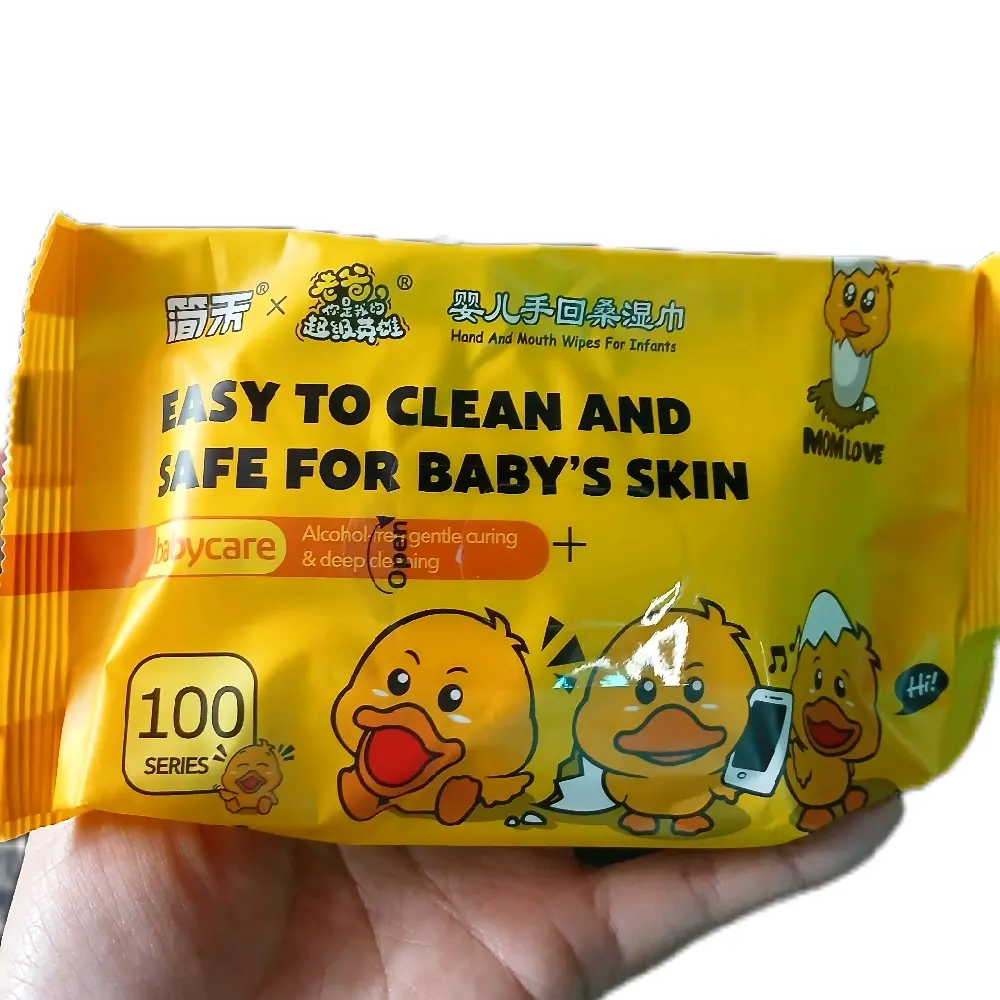 简禾® × 老爸,你是我的超级英雄®
婴儿手口柔湿巾
Hand And Mouth Wipes For Infants
EASY TO CLEAN AND
SAFE FOR BABY'S SKIN
babycare
Alcohol-free gentle curing
& deep cleaning
+
Open
100
SERIES
MOM LOVE
Hi!